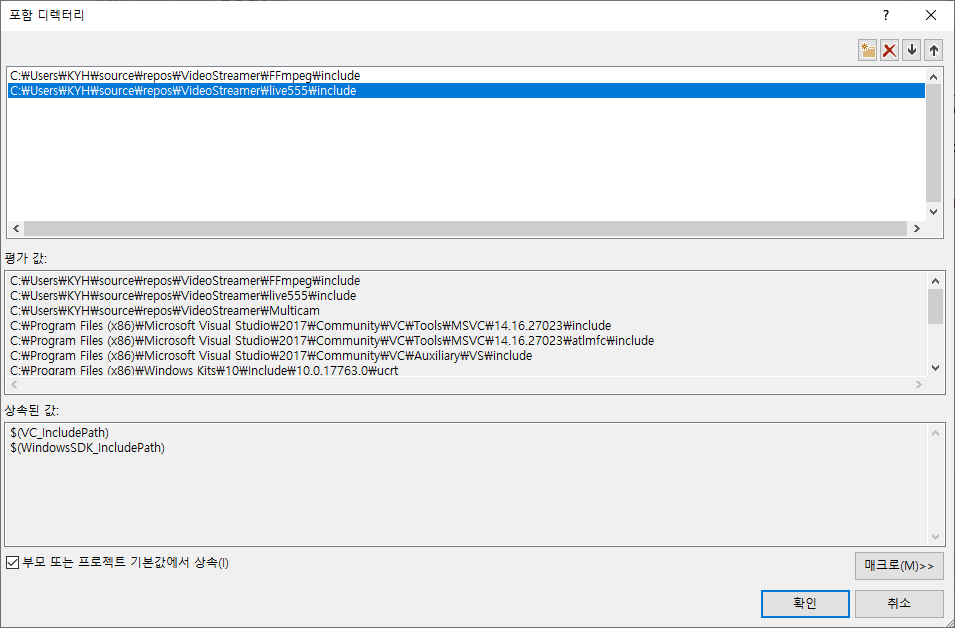 포함 디렉터리
?
C:₩Users₩KYH₩source₩repos₩VideoStreamer₩FFmpeg₩include
C:₩Users₩KYH₩source₩repos₩VideoStreamer₩live555₩include
평가 값:
C:₩Users₩KYH₩source₩repos₩VideoStreamer₩FFmpeg₩include
C:₩Users₩KYH₩source₩repos₩VideoStreamer₩live555₩include
C:₩Users₩KYH₩source₩repos₩VideoStreamer₩Multicam
C:₩Program Files (x86)₩Microsoft Visual Studio₩2017₩Community₩VC₩Tools₩MSVC₩14.16.27023₩include
C:₩Program Files (x86)₩Microsoft Visual Studio₩2017₩Community₩VC₩Tools₩MSVC₩14.16.27023₩atlmfc₩include
C:₩Program Files (x86)₩Microsoft Visual Studio₩2017₩Community₩VC₩Auxiliary₩VS₩include
C:₩Program Files (x86)₩Windows Kits₩10₩Include₩10.0.17763.0₩ucrt
상속된 값:
$(VC_IncludePath)
$(WindowsSDK_IncludePath)
부모 또는 프로젝트 기본값에서 상속(I)
매크로(M)>>
확인
취소